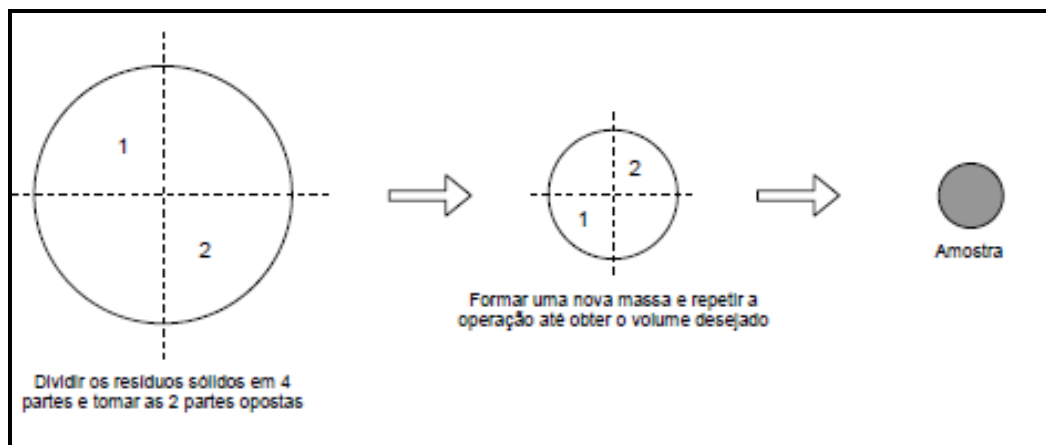 1
2
Dividir os resíduos sólidos em 4
partes e tomar as 2 partes opostas
2
1
Formar uma nova massa e repetir a
operação até obter o volume desejado
Amostra